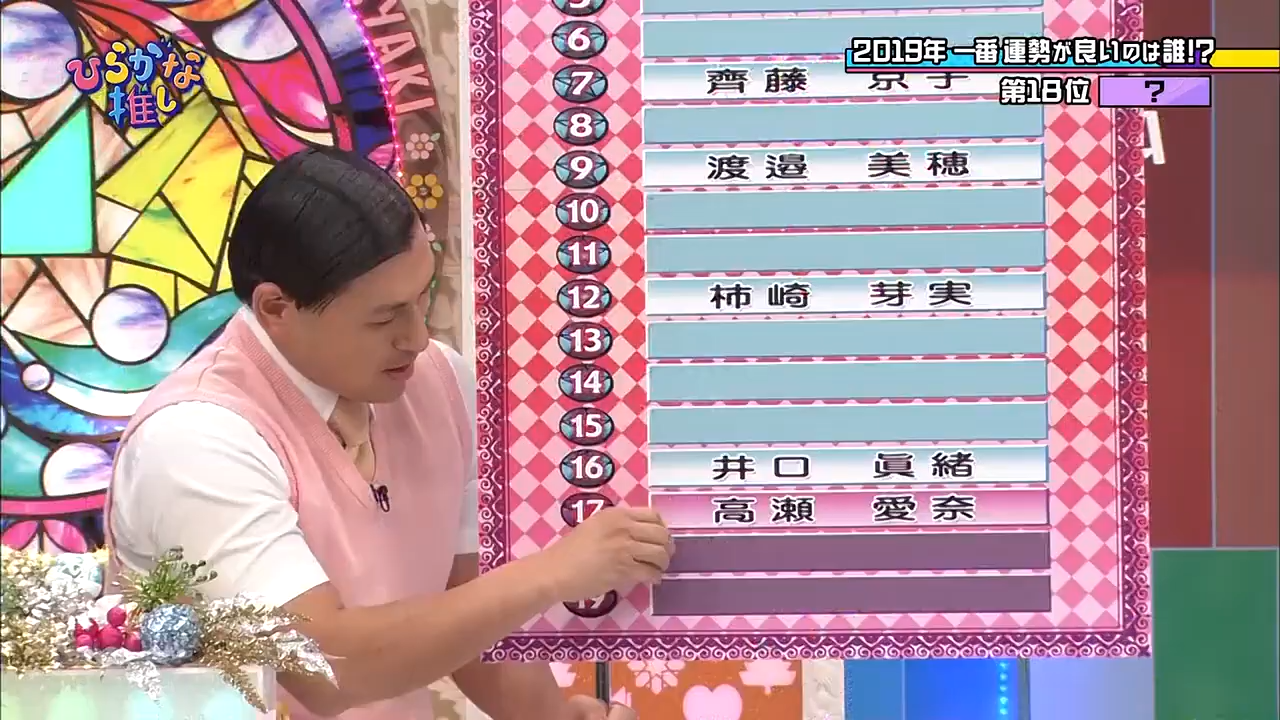 ひらがな推し
YAKI
2019年 一番運勢が良いのは誰!?
第18位 ?
5
6
7 齊藤 京子
8
9 渡邉 美穂
10
11
12 柿崎 芽実
13
14
15
16 井口 眞緒
17 高瀬 愛奈
19